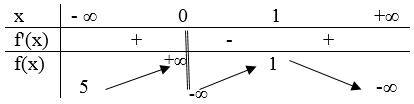 x - ∞ 0 1 +∞
f'(x) + - +
f(x) +∞ 1
5 -∞ -∞